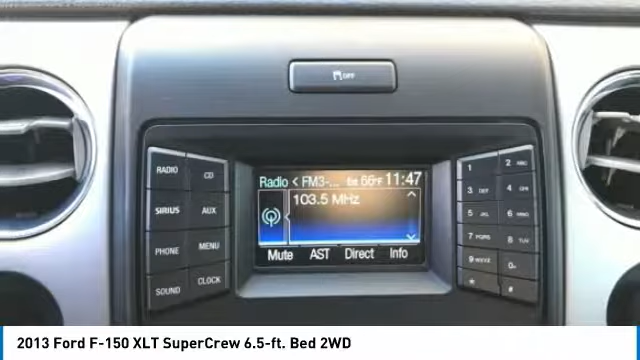 OFF
RADIO
CD
SIRIUS
AUX
PHONE
MENU
SOUND
CLOCK
Radio < FM3-... 66°F 11:47
103.5 MHz
Mute AST Direct Info
1
2 ABC
3 DEF
4 GHI
5 JKL
6 MNO
7 PQRS
8 TUV
9 WXYZ
0
*
#
2013 Ford F-150 XLT SuperCrew 6.5-ft. Bed 2WD